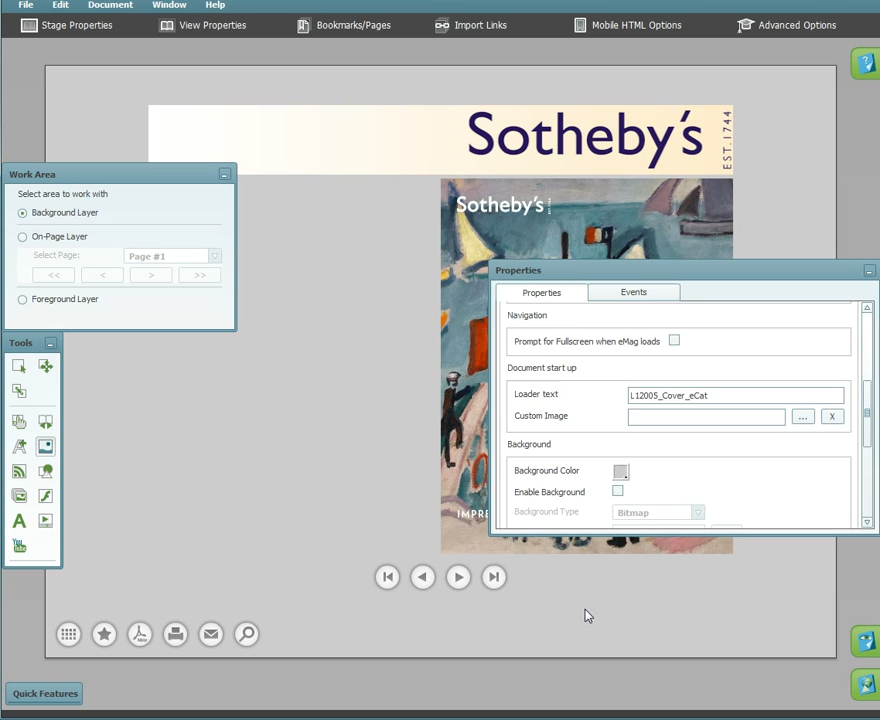 File Edit Document Window Help
Stage Properties View Properties Bookmarks/Pages Import Links Mobile HTML Options Advanced Options
Sotheby's EST.1744
Work Area
Select area to work with
Background Layer
On-Page Layer
Select Page: Page #1
<< < > >>
Foreground Layer
Tools
Sotheby's
Properties
Properties Events
Navigation
Prompt for Fullscreen when eMag loads
Document start up
Loader text L12005_Cover_eCat
Custom Image ... X
Background
Background Color
Enable Background
Background Type Bitmap
IMPRE
You
Tube
Quick Features